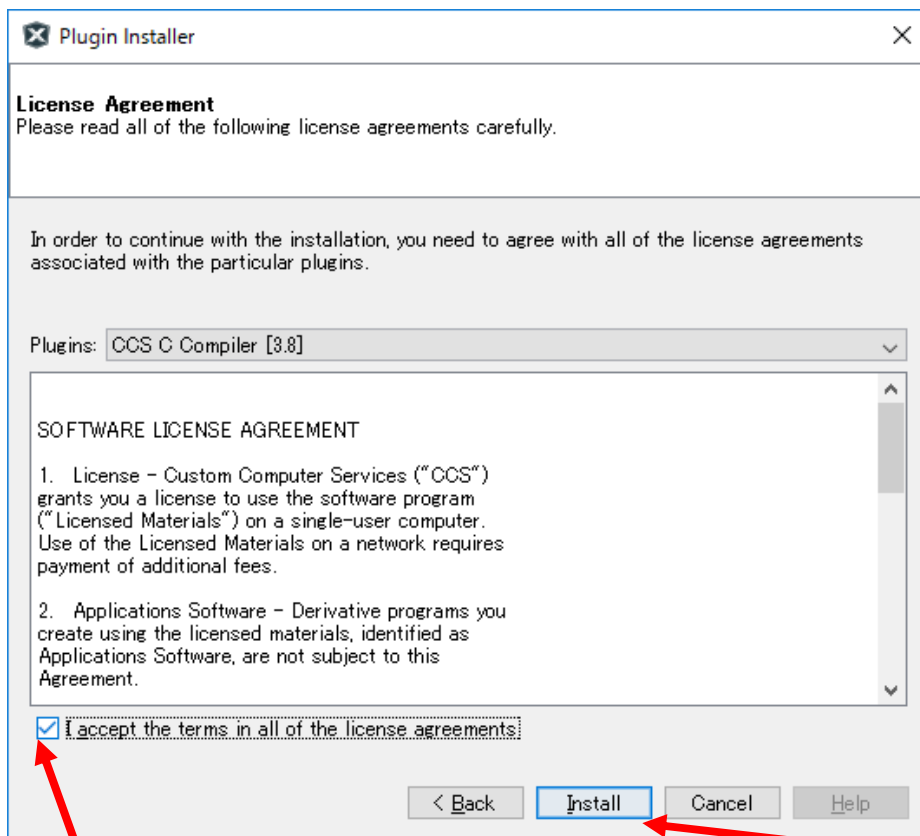 Plugin Installer
License Agreement
Please read all of the following license agreements carefully.
In order to continue with the installation, you need to agree with all of the license agreements
associated with the particular plugins.
Plugins: CCS C Compiler [3.8]
SOFTWARE LICENSE AGREEMENT
1. License - Custom Computer Services ("CCS")
grants you a license to use the software program
("Licensed Materials") on a single-user computer.
Use of the Licensed Materials on a network requires
payment of additional fees.
2. Applications Software - Derivative programs you
create using the licensed materials, identified as
Applications Software, are not subject to this
Agreement.
I accept the terms in all of the license agreements
< Back Install Cancel Help